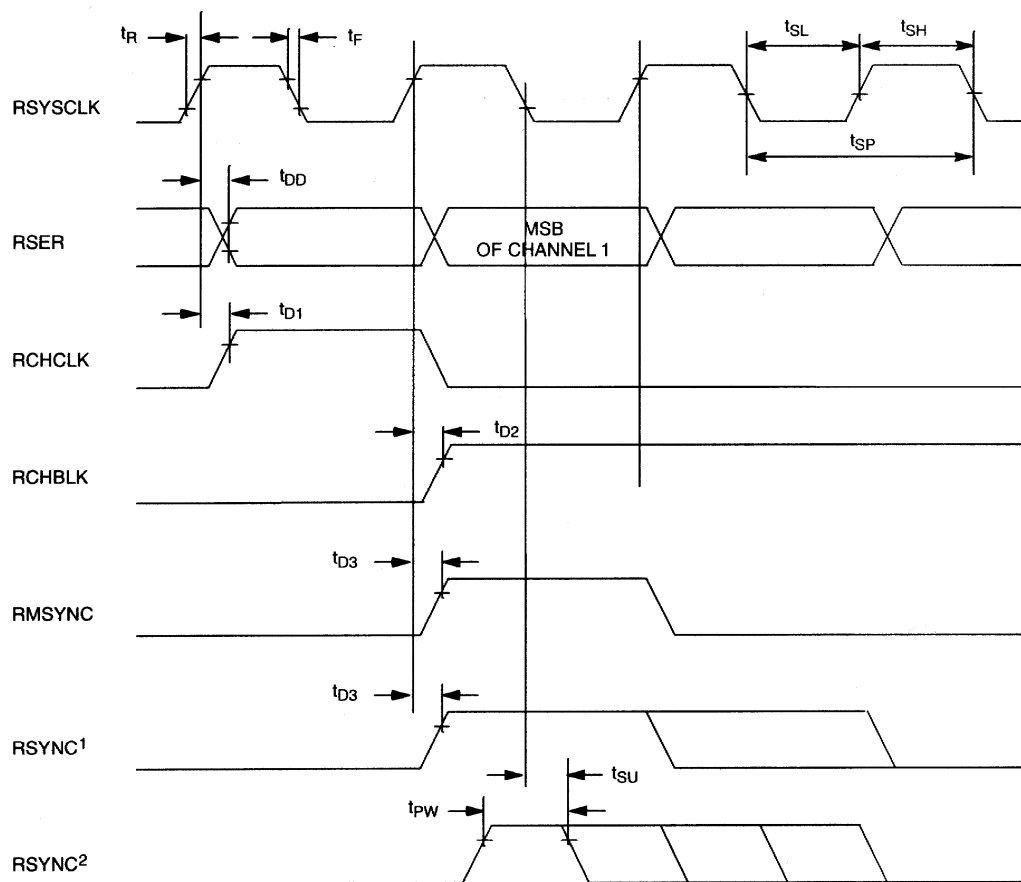 tR tF tSL tSH
RSYSCLK
tSP
tDD
RSER
MSB
OF CHANNEL 1
tD1
RCHCLK
tD2
RCHBLK
tD3
RMSYNC
tD3
RSYNC1
tSU
tPW
RSYNC2